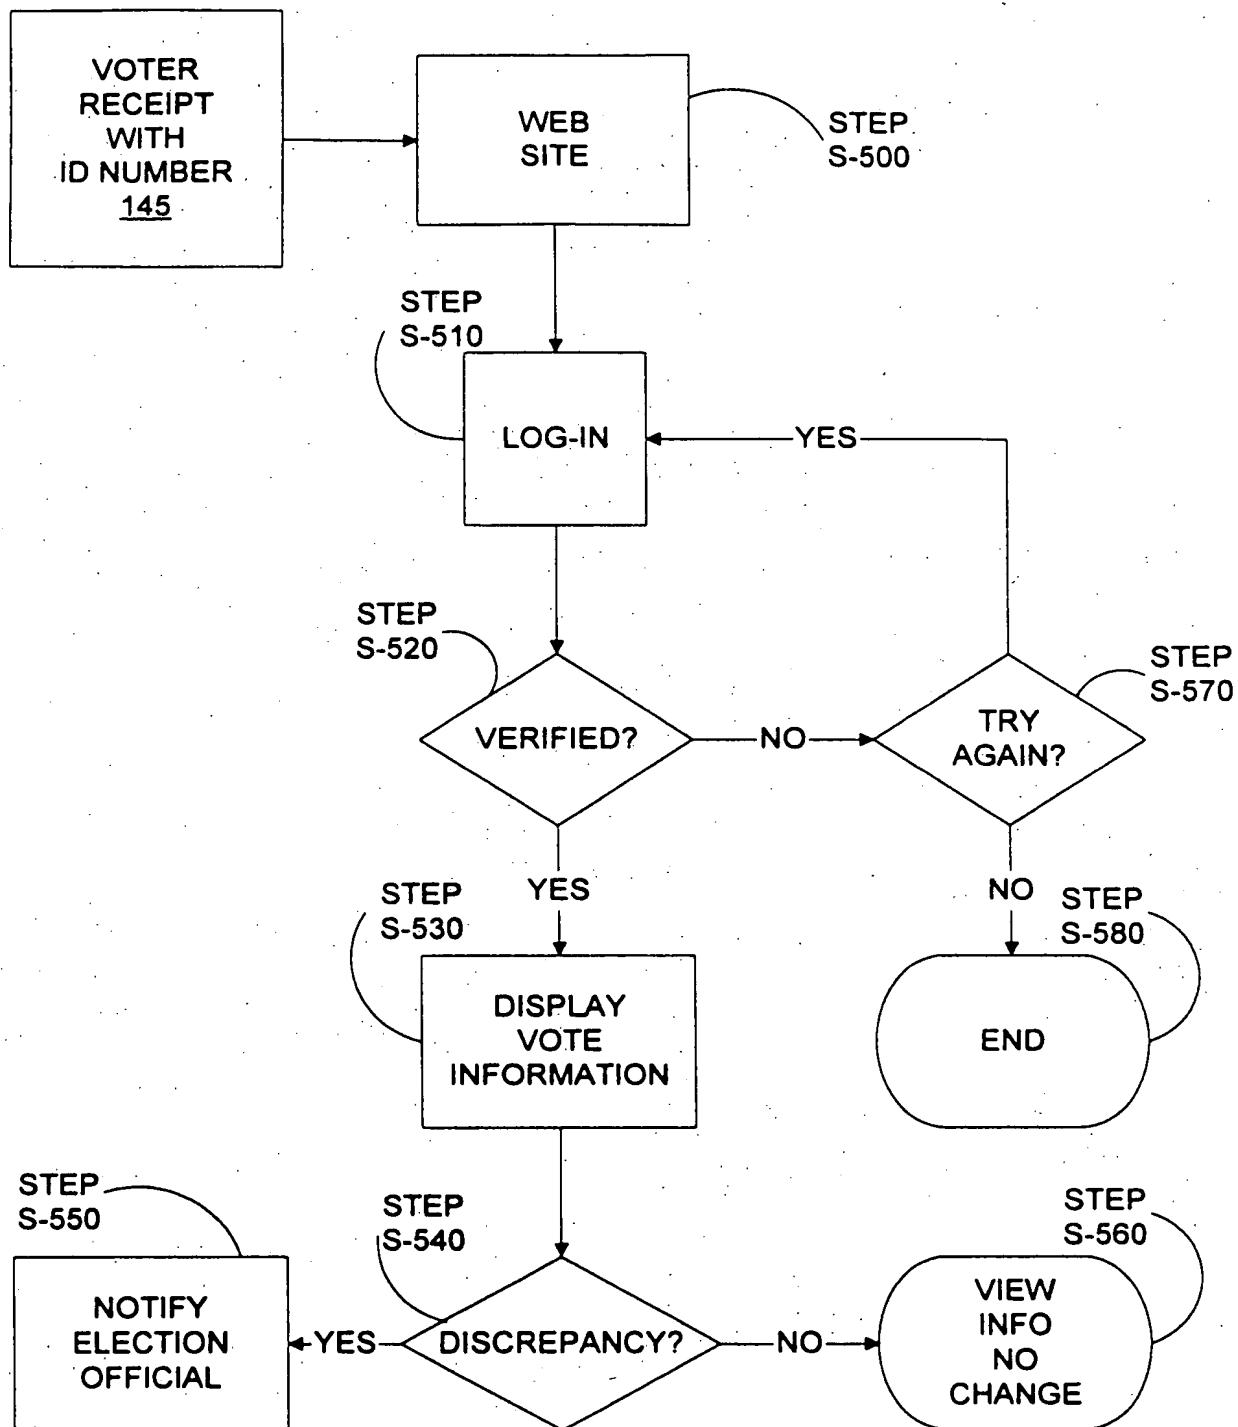 VOTER
RECEIPT
WITH
ID NUMBER
145
WEB
SITE
STEP
S-500
STEP
S-510
LOG-IN
YES
STEP
S-520
VERIFIED?
NO
TRY
AGAIN?
STEP
S-570
YES
NO
STEP
S-530
STEP
S-580
DISPLAY
VOTE
INFORMATION
END
STEP
S-550
STEP
S-540
STEP
S-560
NOTIFY
ELECTION
OFFICIAL
YES
DISCREPANCY?
NO
VIEW
INFO
NO
CHANGE